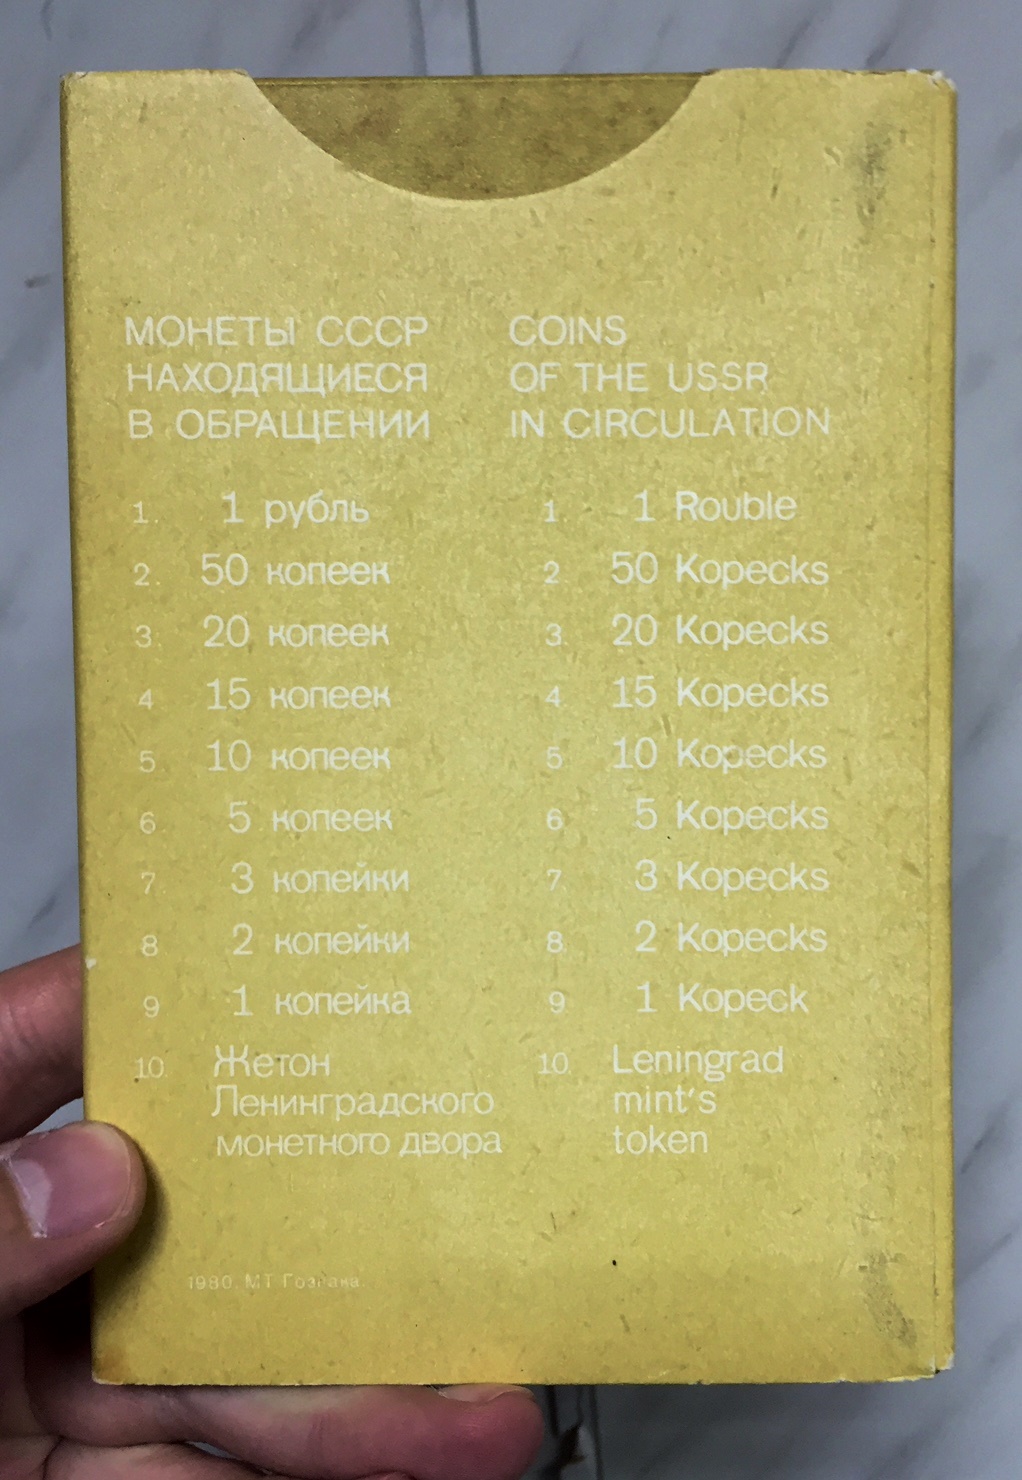 МОНЕТЫ СССР
НАХОДЯЩИЕСЯ
В ОБРАЩЕНИИ
1. 1 рубль
2. 50 копеек
3. 20 копеек
4 15 копеек
5 10 копеек
6. 5 копеек
7. 3 копейки
8 2 копейки
9 1 копейка
10. Жетон
Ленинградского
монетного двора
1980. МТ Гознака.
COINS
OF THE USSR
IN CIRCULATION
1. 1 Rouble
2 50 Kopecks
3. 20 Kopecks
4. 15 Kopecks
5 10 Kopecks
6 5 Kopecks
7. 3 Kopecks
8 2 Kopecks
9 1 Kopeck
10. Leningrad
mint's
token